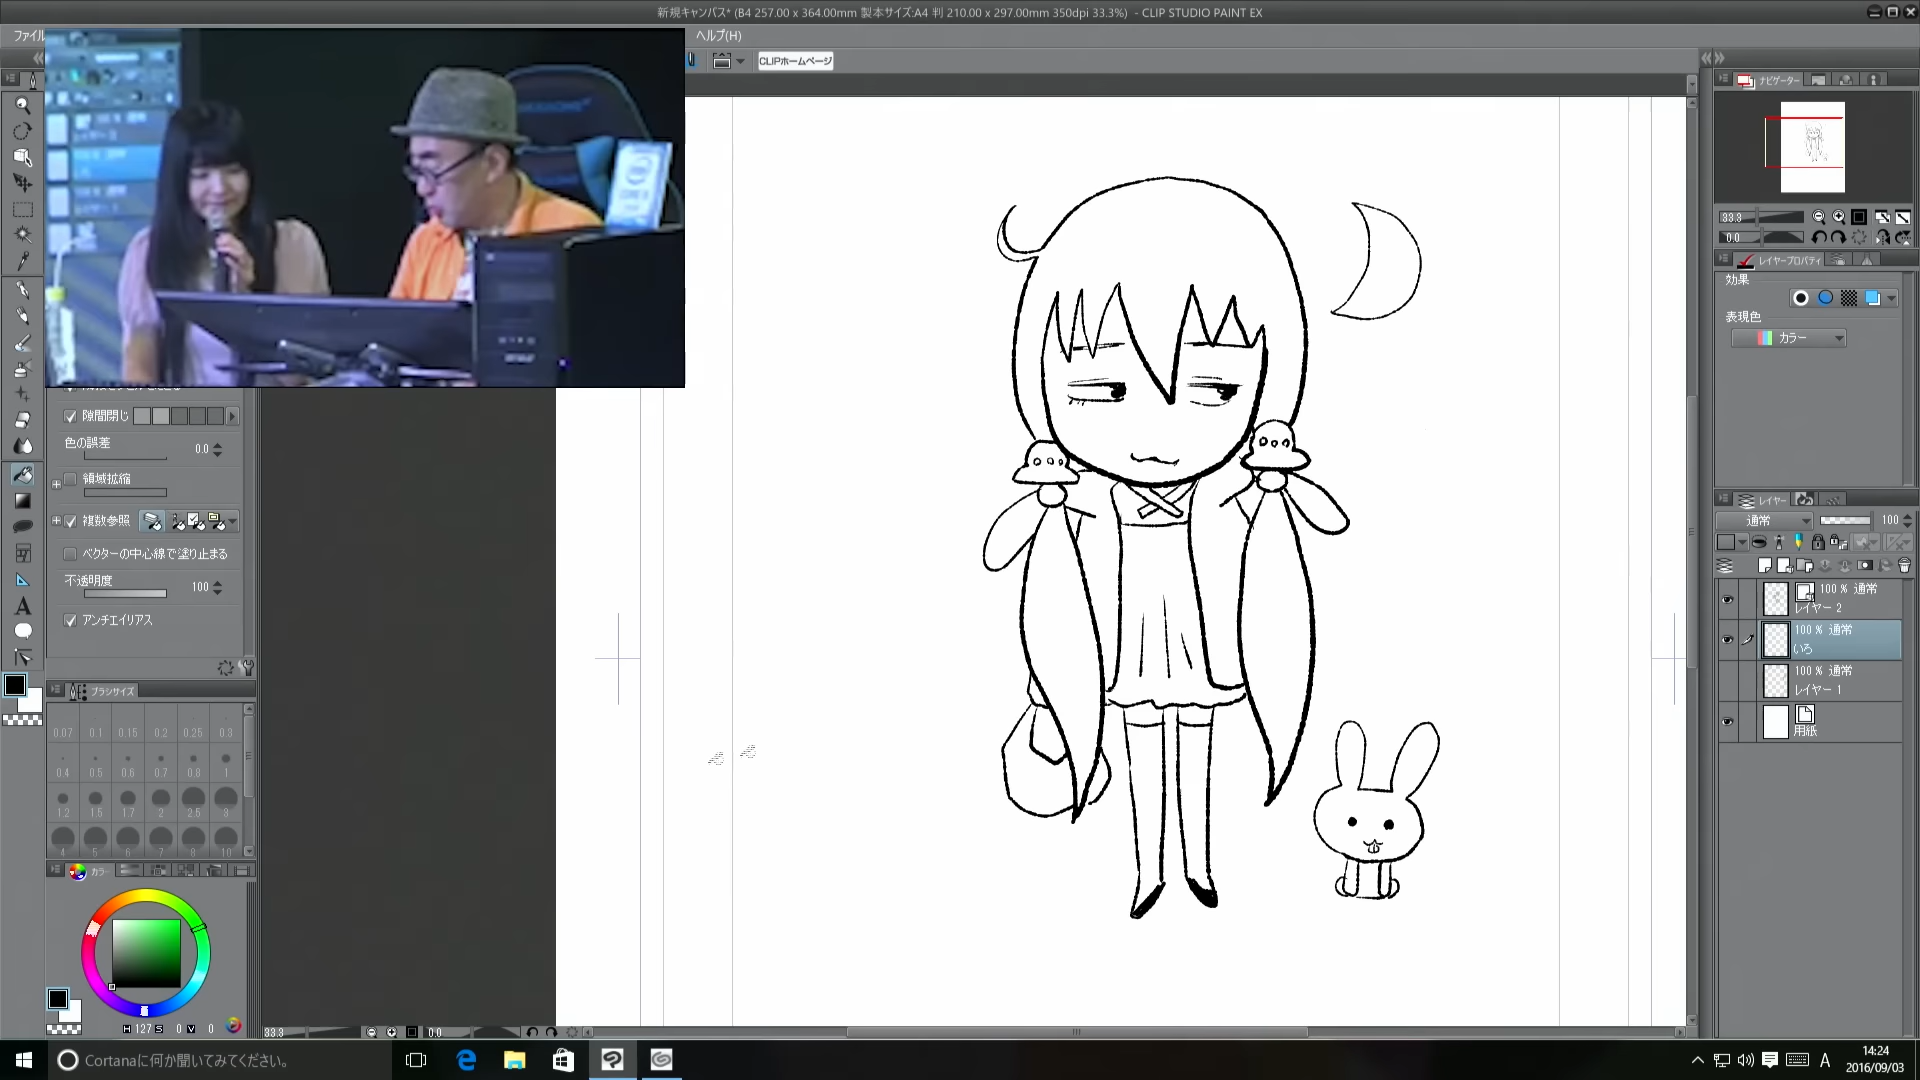 新規キャンバス* (B4 257.00 x 364.00mm 製本サイズ:A4 判 210.00 x 297.00mm 350dpi 33.3%) - CLIP STUDIO PAINT EX
ファイル
ヘルプ(H)
CLIPホームページ
ナビゲーター
33.3
0.0
レイヤープロパティ
効果
表現色
カラー
隙間閉じ
色の誤差
0.0
領域拡縮
複数参照
ベクターの中心線で塗り止まる
不透明度
100
アンチエイリアス
レイヤー
通常
100
100 % 通常
レイヤー 2
100 % 通常
いろ
100 % 通常
レイヤー 1
用紙
ブラシサイズ
0.07 0.1 0.15 0.2 0.25 0.3
0.4 0.5 0.6 0.7 0.8 1
1.2 1.5 1.7 2 2.5 3
4 5 6 7 8 10
カラー
H 127 S 0 V 0
33.3
0.0
Cortanaに何か聞いてみてください。
A
14:24
2016/09/03